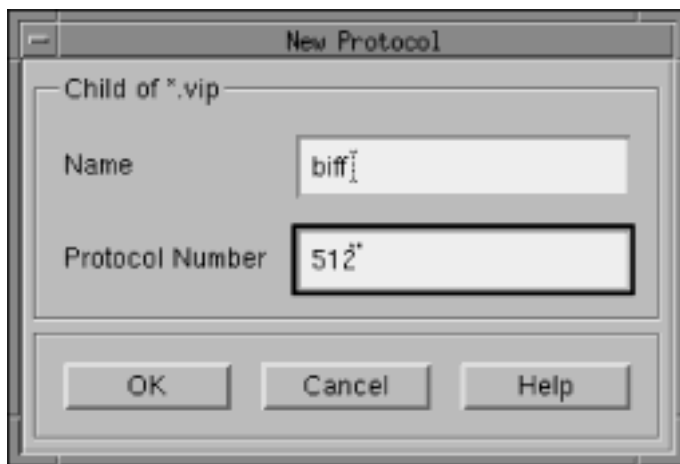 New Protocol
Child of *.vip
Name biff
Protocol Number 512
OK Cancel Help